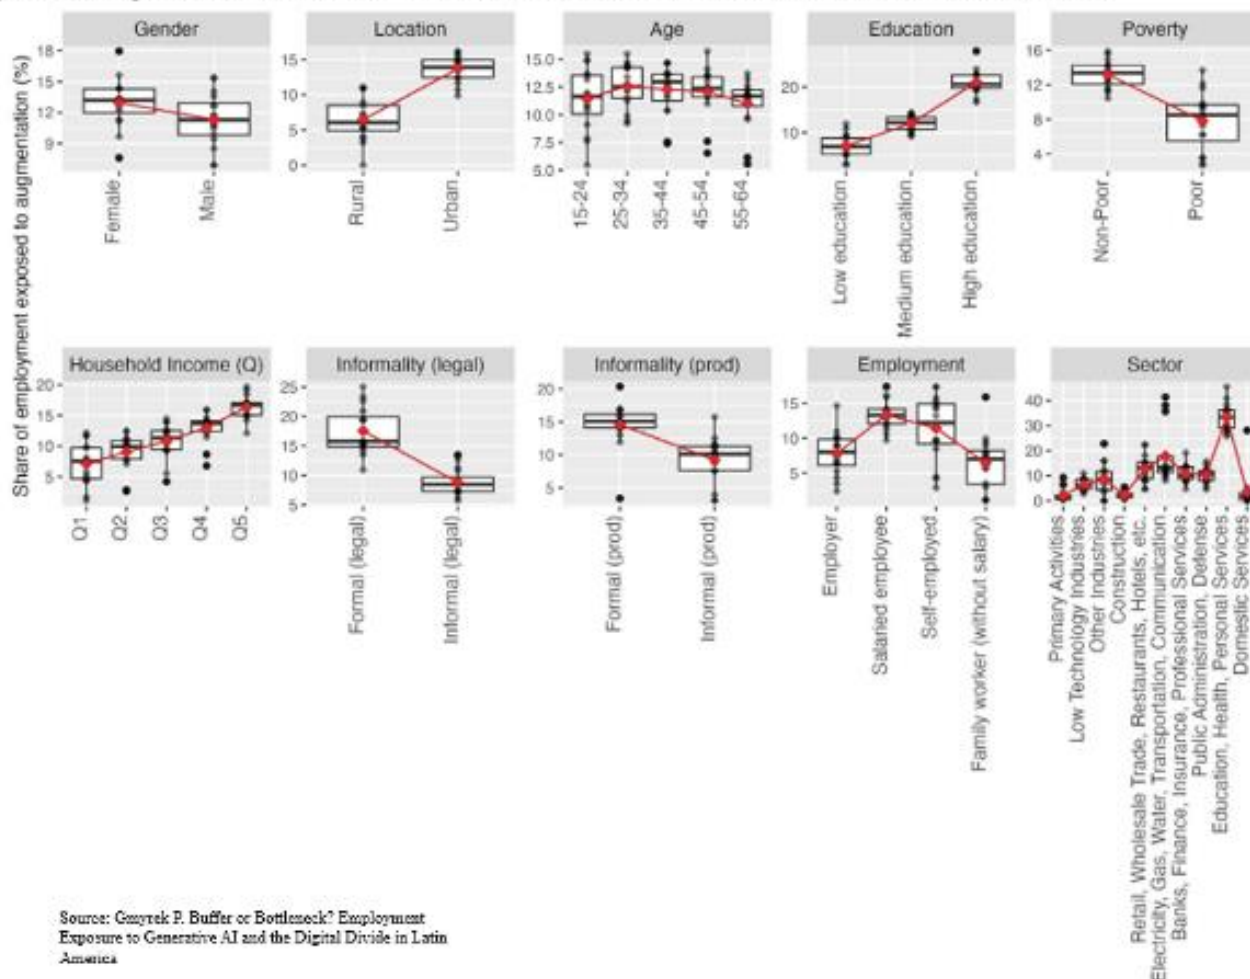 Gender
Location
Age
Education
Poverty
Share of employment exposed to augmentation (%)
18
15
12
9
Female
Male
15
10
5
0
Rural
Urban
15.0
12.5
10.0
7.5
5.0
15-24
25-34
35-44
45-54
55-64
20
10
Low education
Medium education
High education
16
12
8
4
Non-Poor
Poor
Household Income (Q)
Informality (legal)
Informality (prod)
Employment
Sector
20
15
10
5
Q1
Q2
Q3
Q4
Q5
25
20
15
10
5
Formal (legal)
Informal (legal)
20
15
10
5
Formal (prod)
Informal (prod)
15
10
5
Employer
Salaried employee
Self-employed
Family worker (without salary)
40
30
20
10
0
Primary Activities
Low Technology Industries
Other Industries
Construction
Retail, Wholesale Trade, Restaurants, Hotels, etc.
Electricity, Gas, Water, Transportation, Communication
Banks, Finance, Insurance, Professional Services
Public Administration, Defense
Education, Health, Personal Services
Domestic Services
Source: Gmyrek P. Buffer or Bottleneck? Employment
Exposure to Generative AI and the Digital Divide in Latin
America